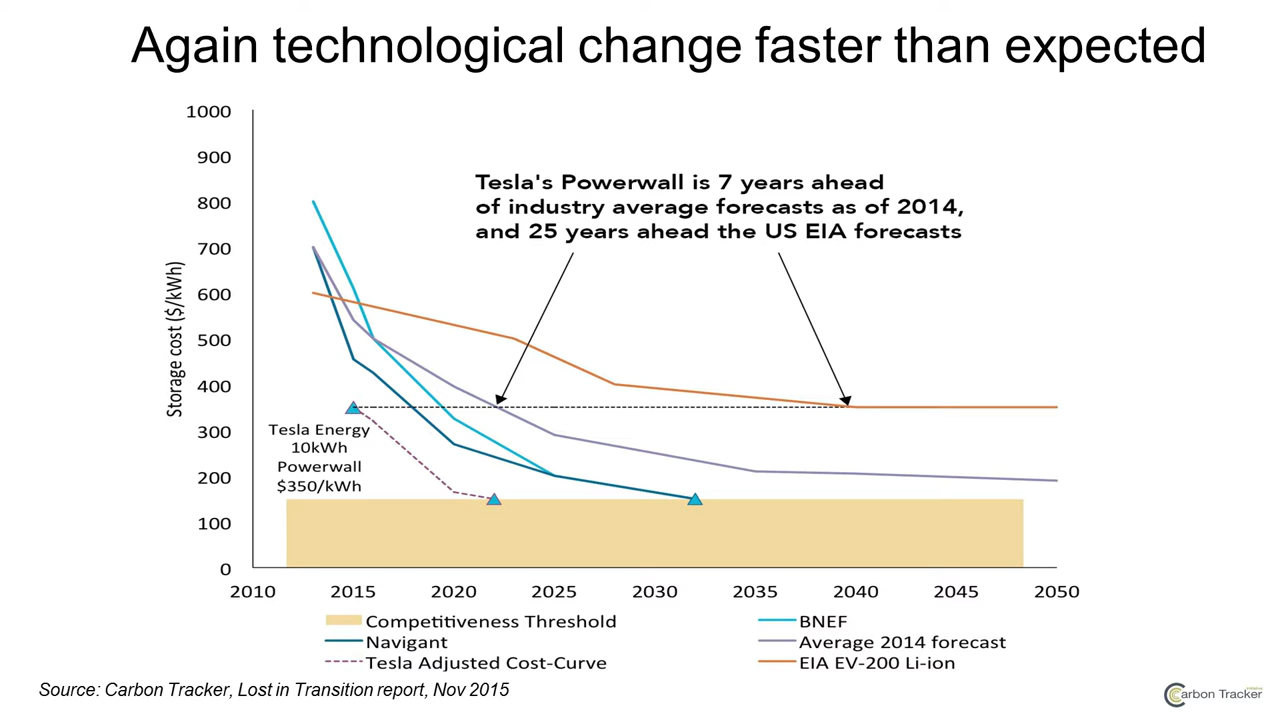 Again technological change faster than expected
1000
900
800
700
600
500
400
300
200
100
0
Storage cost ($/kWh)
Tesla's Powerwall is 7 years ahead
of industry average forecasts as of 2014,
and 25 years ahead the US EIA forecasts
Tesla Energy
10kWh
Powerwall
$350/kWh
2010 2015 2020 2025 2030 2035 2040 2045 2050
Competitiveness Threshold
BNEF
Navigant
Average 2014 forecast
Tesla Adjusted Cost-Curve
EIA EV-200 Li-ion
Source: Carbon Tracker, Lost in Transition report, Nov 2015
Carbon Tracker